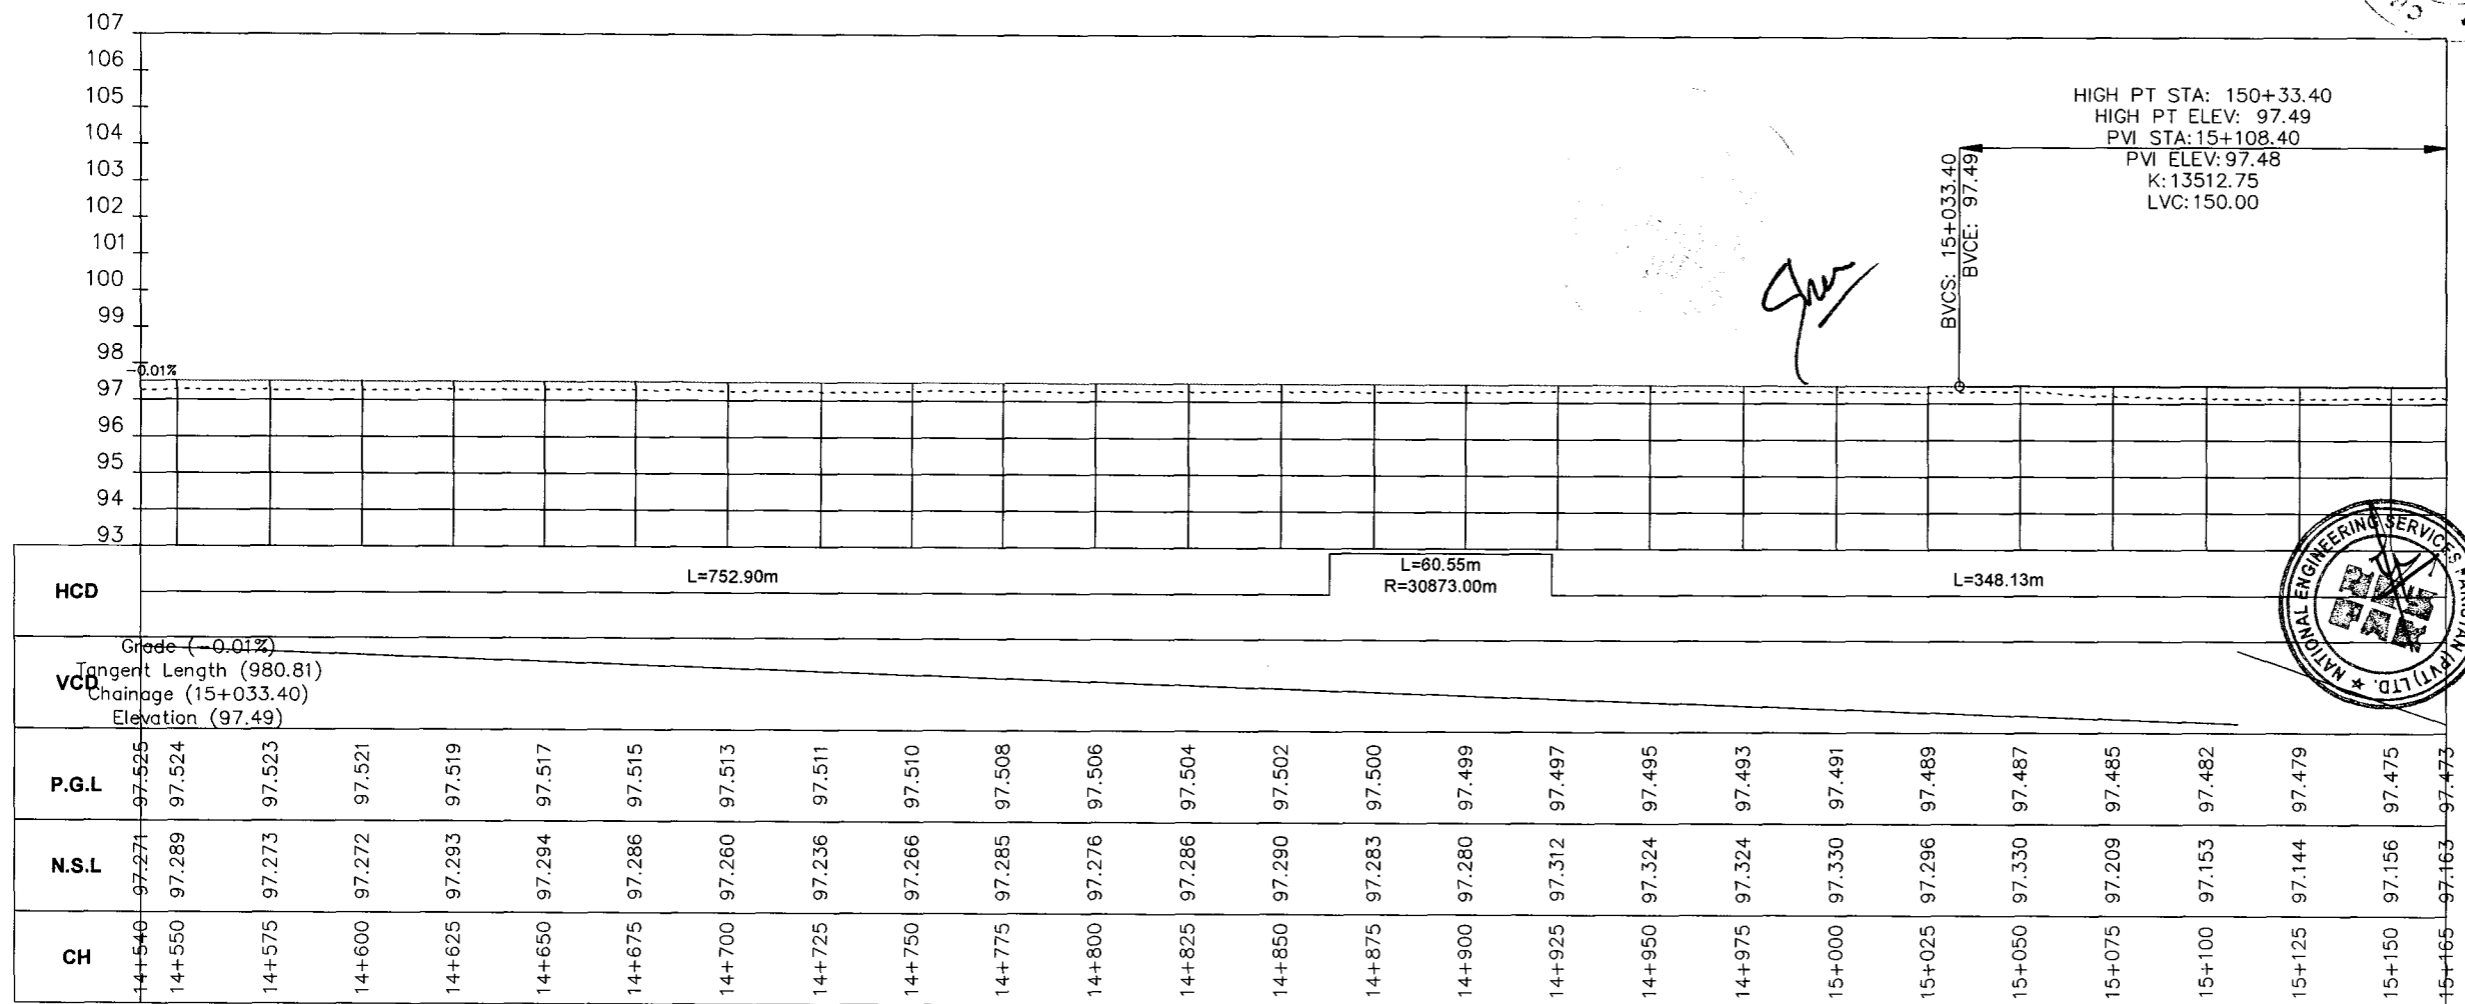 107
106
105
104
103
102
101
100
99
98
97
96
95
94
93
-0.01%
HIGH PT STA: 150+33.40
HIGH PT ELEV: 97.49
PVI STA:15+108.40
PVI ELEV:97.48
K:13512.75
LVC:150.00
BVCS: 15+033.40
BVCE: 97.49
HCD
L=752.90m
L=60.55m
R=30873.00m
L=348.13m
VCD
Grade (-0.01%)
Tangent Length (980.81)
Chainage (15+033.40)
Elevation (97.49)
NATIONAL ENGINEERING SERVICES PAKISTAN (PVT) LTD. ★
P.G.L 97.525 97.524 97.523 97.521 97.519 97.517 97.515 97.513 97.511 97.510 97.508 97.506 97.504 97.502 97.500 97.499 97.497 97.495 97.493 97.491 97.489 97.487 97.485 97.482 97.479 97.475 97.473
N.S.L 97.271 97.289 97.273 97.272 97.293 97.294 97.286 97.260 97.236 97.266 97.285 97.276 97.286 97.290 97.283 97.280 97.312 97.324 97.324 97.330 97.296 97.330 97.209 97.153 97.144 97.156 97.163
CH 14+540 14+550 14+575 14+600 14+625 14+650 14+675 14+700 14+725 14+750 14+775 14+800 14+825 14+850 14+875 14+900 14+925 14+950 14+975 15+000 15+025 15+050 15+075 15+100 15+125 15+150 15+165